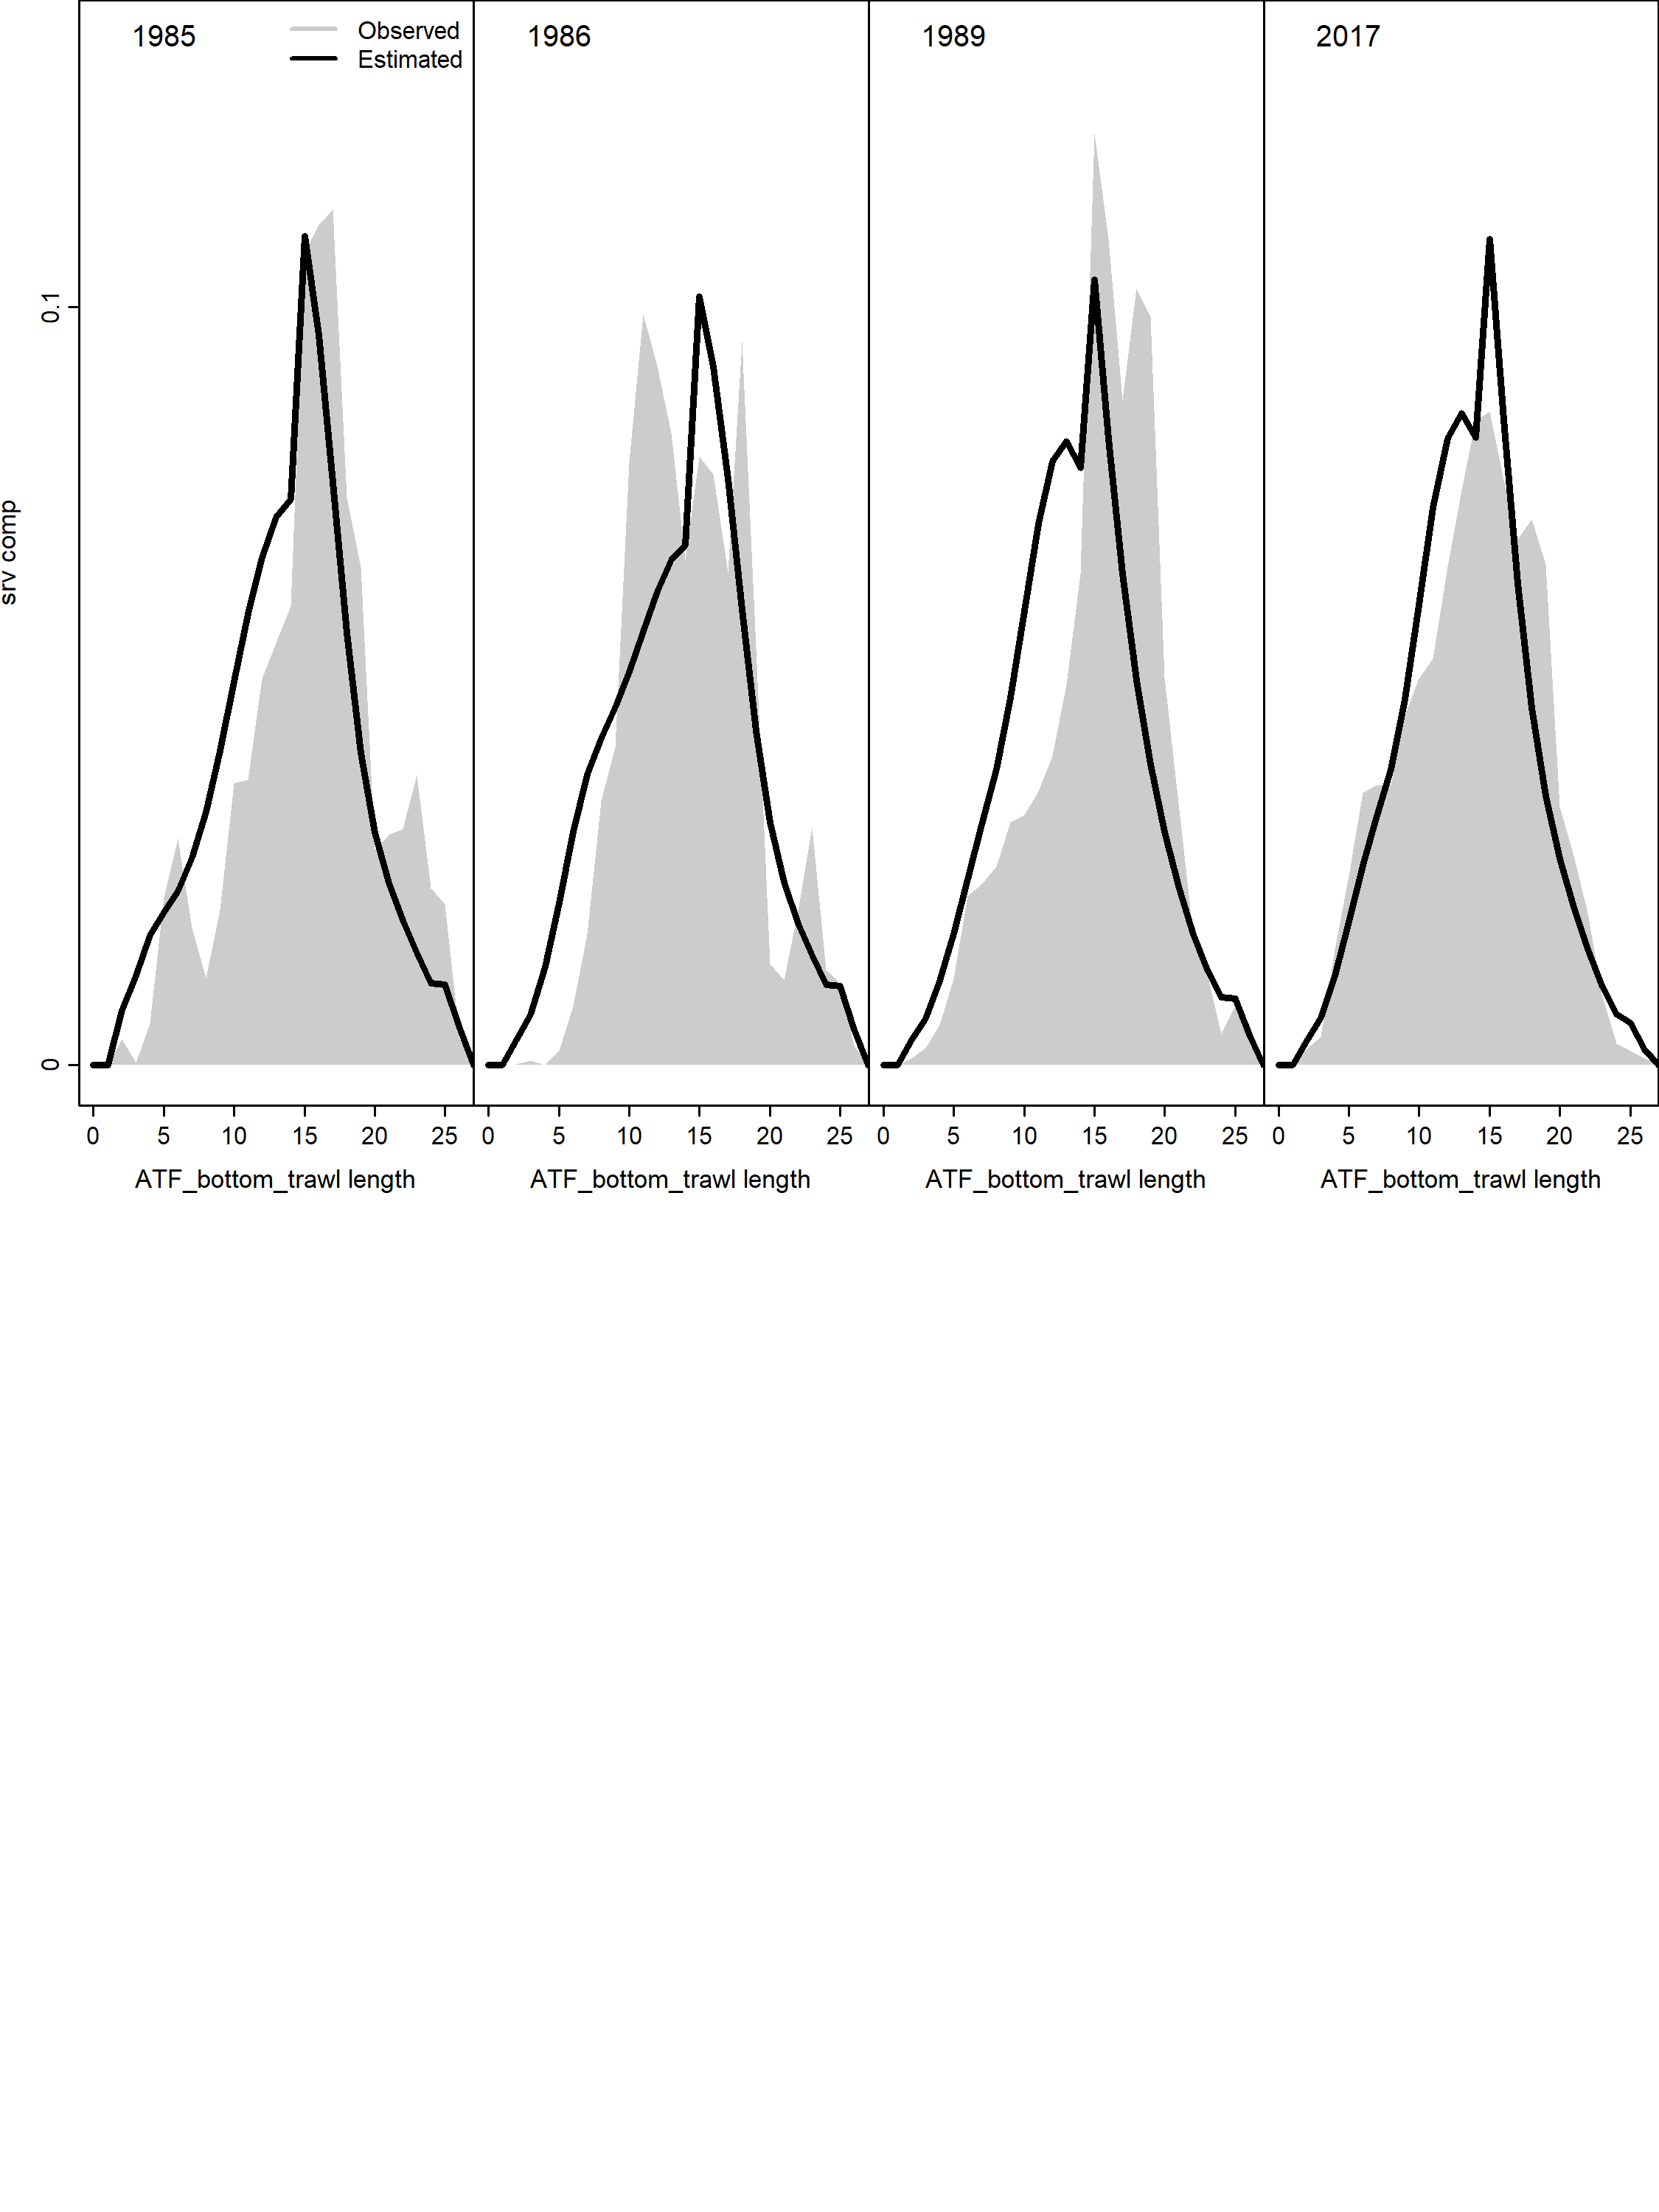 1985
Observed
Estimated
1986
1989
2017
srv comp
0.1
0
0 5 10 15 20 25
0 5 10 15 20 25
0 5 10 15 20 25
0 5 10 15 20 25
ATF_bottom_trawl length
ATF_bottom_trawl length
ATF_bottom_trawl length
ATF_bottom_trawl length